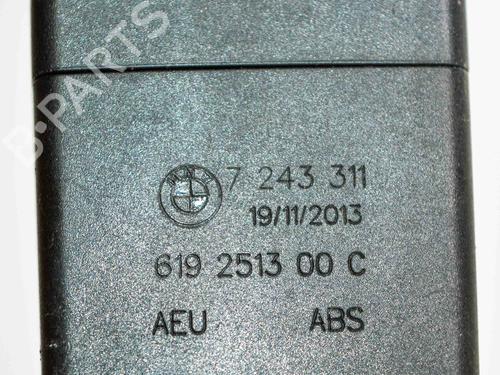 B-PARTS
7 243 311
19/11/2013
619 2513 00 C
AEU ABS